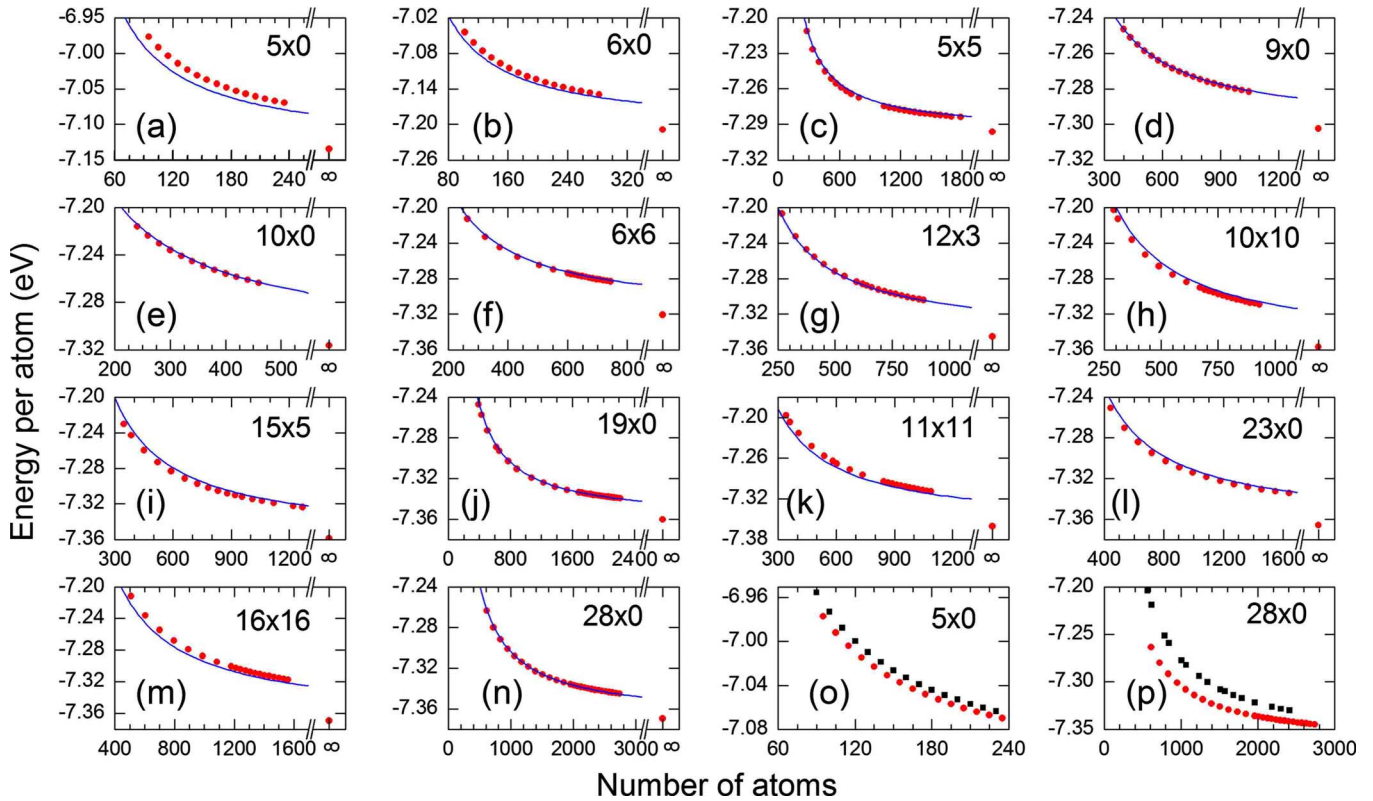 Energy per atom (eV)
-6.95
-7.00
-7.05
-7.10
-7.15
5x0
(a)
60 120 180 240 ∞
-7.02
-7.08
-7.14
-7.20
-7.26
6x0
(b)
80 160 240 320 ∞
-7.20
-7.23
-7.26
-7.29
-7.32
5x5
(c)
0 600 1200 1800 ∞
-7.24
-7.26
-7.28
-7.30
-7.32
9x0
(d)
300 600 900 1200 ∞
-7.20
-7.24
-7.28
-7.32
10x0
(e)
200 300 400 500 ∞
-7.20
-7.24
-7.28
-7.32
-7.36
6x6
(f)
200 400 600 800 ∞
-7.20
-7.24
-7.28
-7.32
-7.36
12x3
(g)
250 500 750 1000 ∞
-7.20
-7.24
-7.28
-7.32
-7.36
10x10
(h)
250 500 750 1000 ∞
-7.20
-7.24
-7.28
-7.32
-7.36
15x5
(i)
300 600 900 1200 ∞
-7.24
-7.28
-7.32
-7.36
19x0
(j)
0 800 1600 2400 ∞
-7.20
-7.26
-7.32
-7.38
11x11
(k)
300 600 900 1200 ∞
-7.24
-7.28
-7.32
-7.36
23x0
(l)
400 800 1200 1600 ∞
-7.20
-7.24
-7.28
-7.32
-7.36
16x16
(m)
400 800 1200 1600 ∞
-7.24
-7.28
-7.32
-7.36
28x0
(n)
0 1000 2000 3000 ∞
-6.96
-7.00
-7.04
-7.08
5x0
(o)
60 120 180 240
-7.20
-7.25
-7.30
-7.35
28x0
(p)
0 1000 2000 3000
Number of atoms